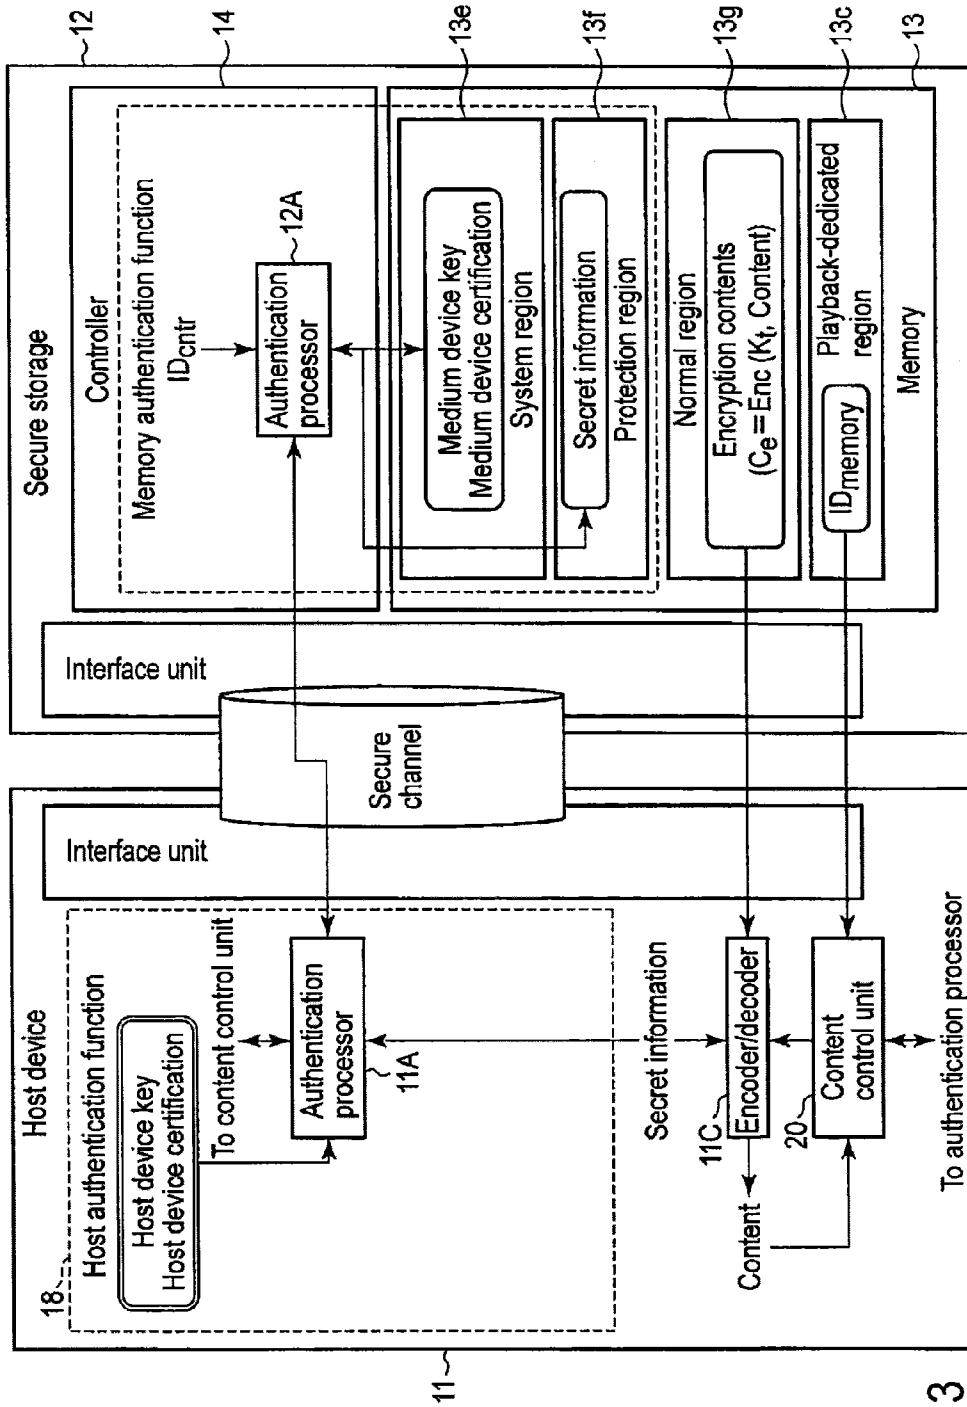 Host device
18
Host authentication function
Host device key
Host device certification
To content control unit
Authentication
processor
11A
Secret information
11C
Encoder/decoder
Content
20
Content
control unit
To authentication processor
11
Interface unit
Secure
channel
Interface unit
Secure storage
12
Controller
14
Memory authentication function
IDcntr
Authentication
processor
12A
Medium device key
Medium device certification
System region
13e
Secret information
Protection region
13f
Normal region
Encryption contents
(Ce=Enc (Kt, Content)
13g
Playback-dedicated
region
IDmemory
13c
Memory
13
3